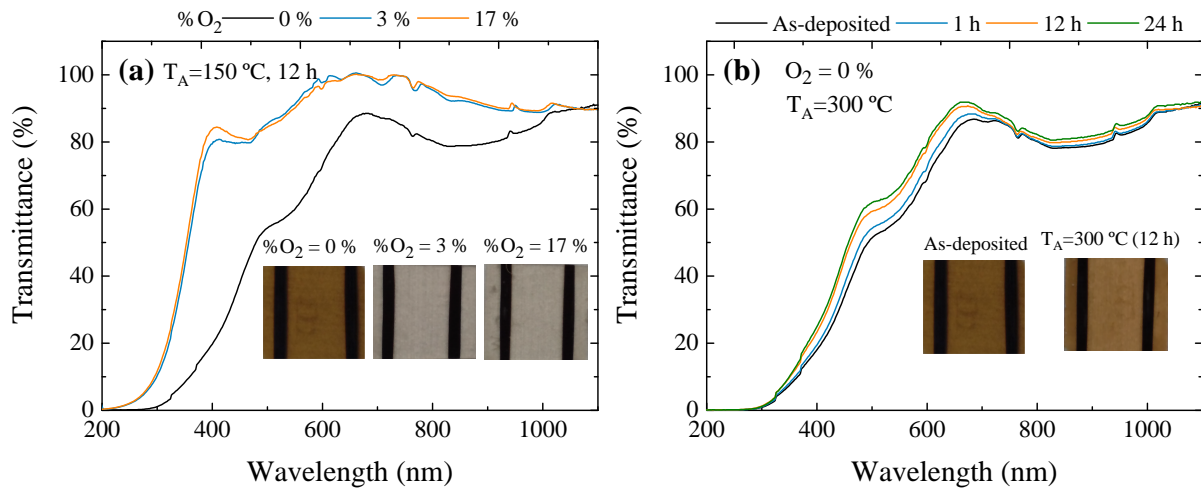 % O2 0 % 3 % 17 %
(a) TA=150 ºC, 12 h
Transmittance (%)
100
80
60
40
20
0
%O2 = 0 % %O2 = 3 % %O2 = 17 %
200 400 600 800 1000
Wavelength (nm)
As-deposited 1 h 12 h 24 h
(b) O2 = 0 %
TA=300 ºC
Transmittance (%)
100
80
60
40
20
0
As-deposited TA=300 ºC (12 h)
200 400 600 800 1000
Wavelength (nm)